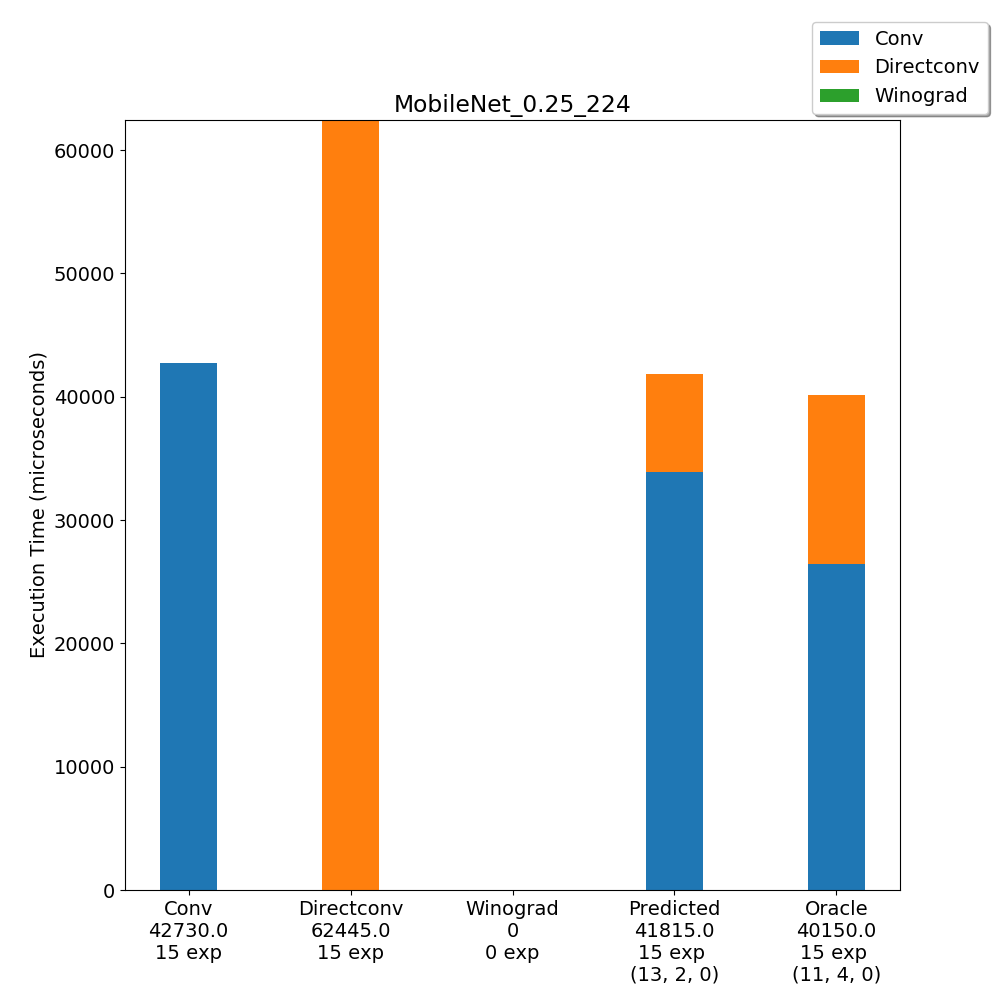 Conv
Directconv
Winograd
MobileNet_0.25_224
Execution Time (microseconds)
60000
50000
40000
30000
20000
10000
0
Conv
42730.0
15 exp
Directconv
62445.0
15 exp
Winograd
0
0 exp
Predicted
41815.0
15 exp
(13, 2, 0)
Oracle
40150.0
15 exp
(11, 4, 0)